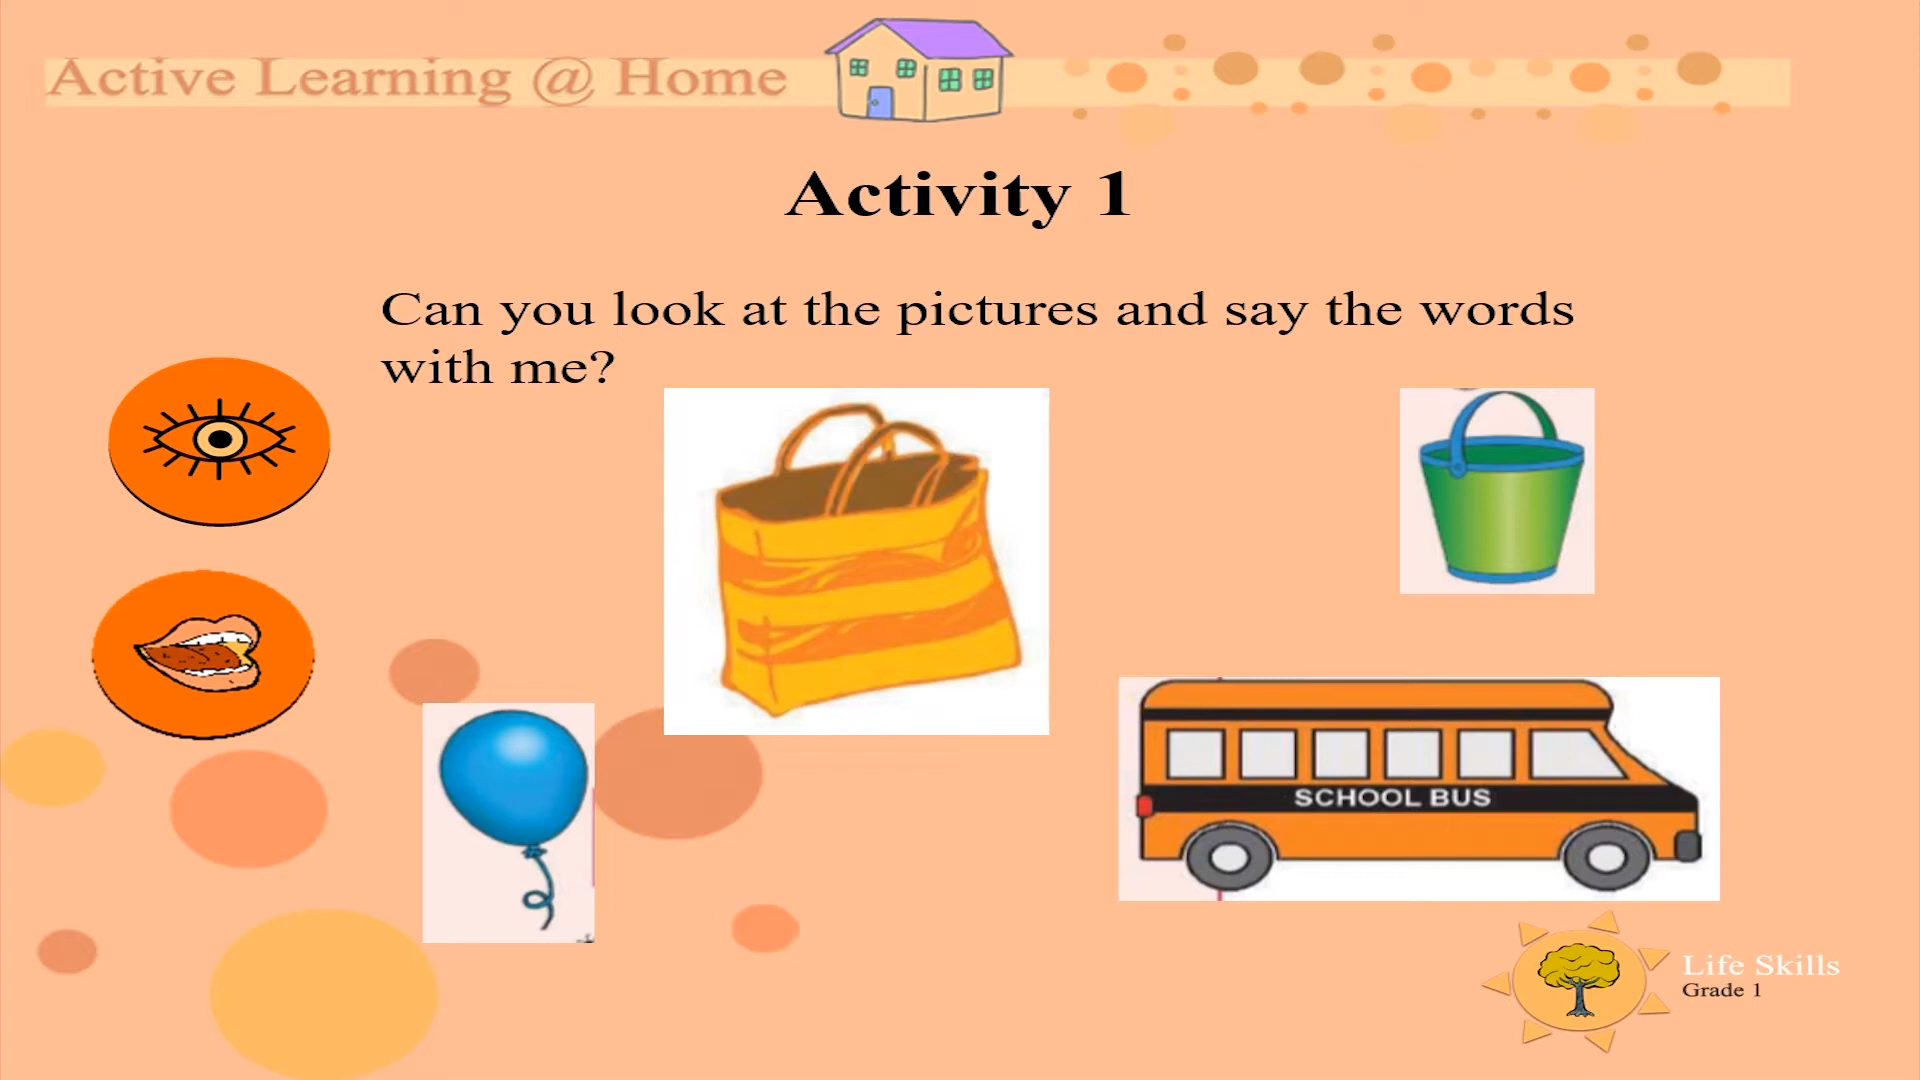 Active Learning @ Home
Activity 1
Can you look at the pictures and say the words
with me?
SCHOOL BUS
Life Skills
Grade 1